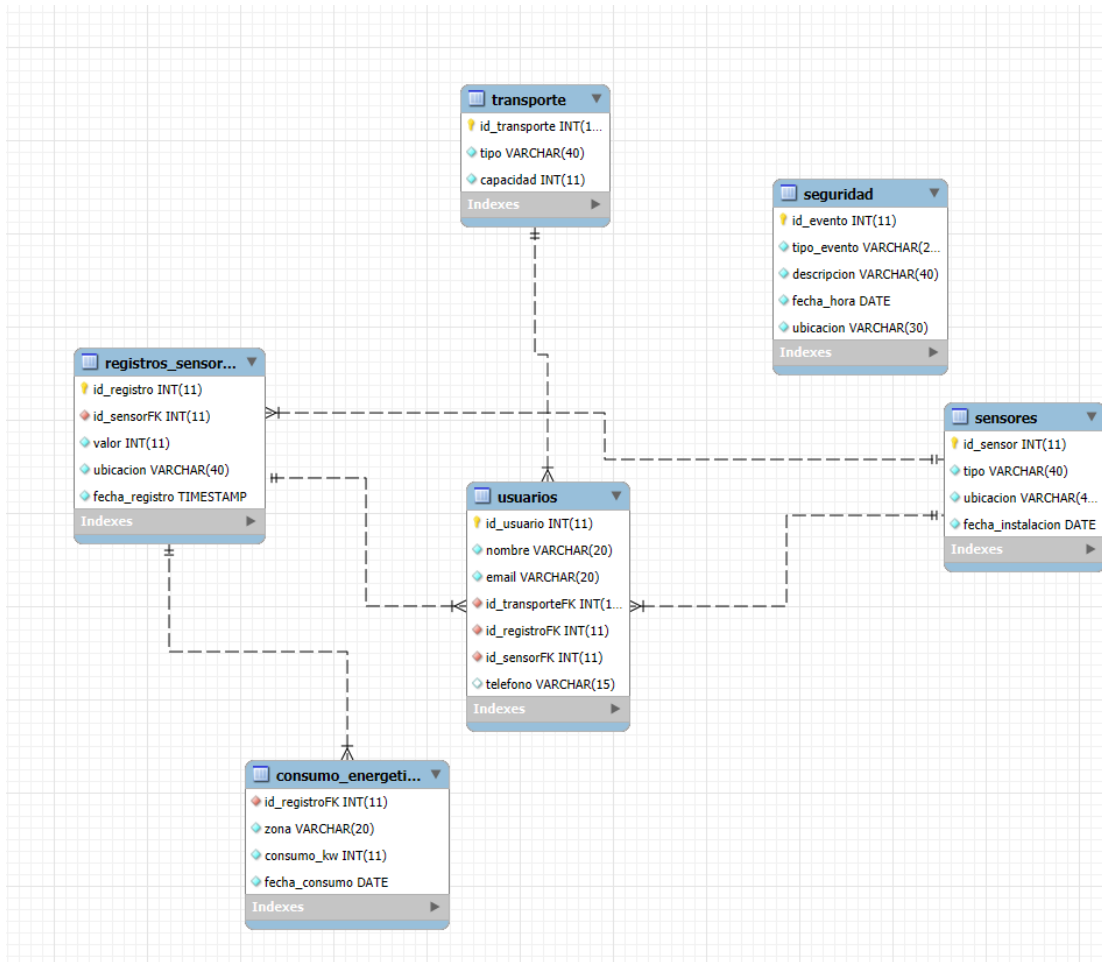 transporte
id_transporte INT(1...
tipo VARCHAR(40)
capacidad INT(11)
Indexes
seguridad
id_evento INT(11)
tipo_evento VARCHAR(2...
descripcion VARCHAR(40)
fecha_hora DATE
ubicacion VARCHAR(30)
Indexes
registros_sensor...
id_registro INT(11)
id_sensorFK INT(11)
valor INT(11)
ubicacion VARCHAR(40)
fecha_registro TIMESTAMP
Indexes
sensores
id_sensor INT(11)
tipo VARCHAR(40)
ubicacion VARCHAR(4...
fecha_instalacion DATE
Indexes
usuarios
id_usuario INT(11)
nombre VARCHAR(20)
email VARCHAR(20)
id_transporteFK INT(1...
id_registroFK INT(11)
id_sensorFK INT(11)
telefono VARCHAR(15)
Indexes
consumo_energeti...
id_registroFK INT(11)
zona VARCHAR(20)
consumo_kw INT(11)
fecha_consumo DATE
Indexes